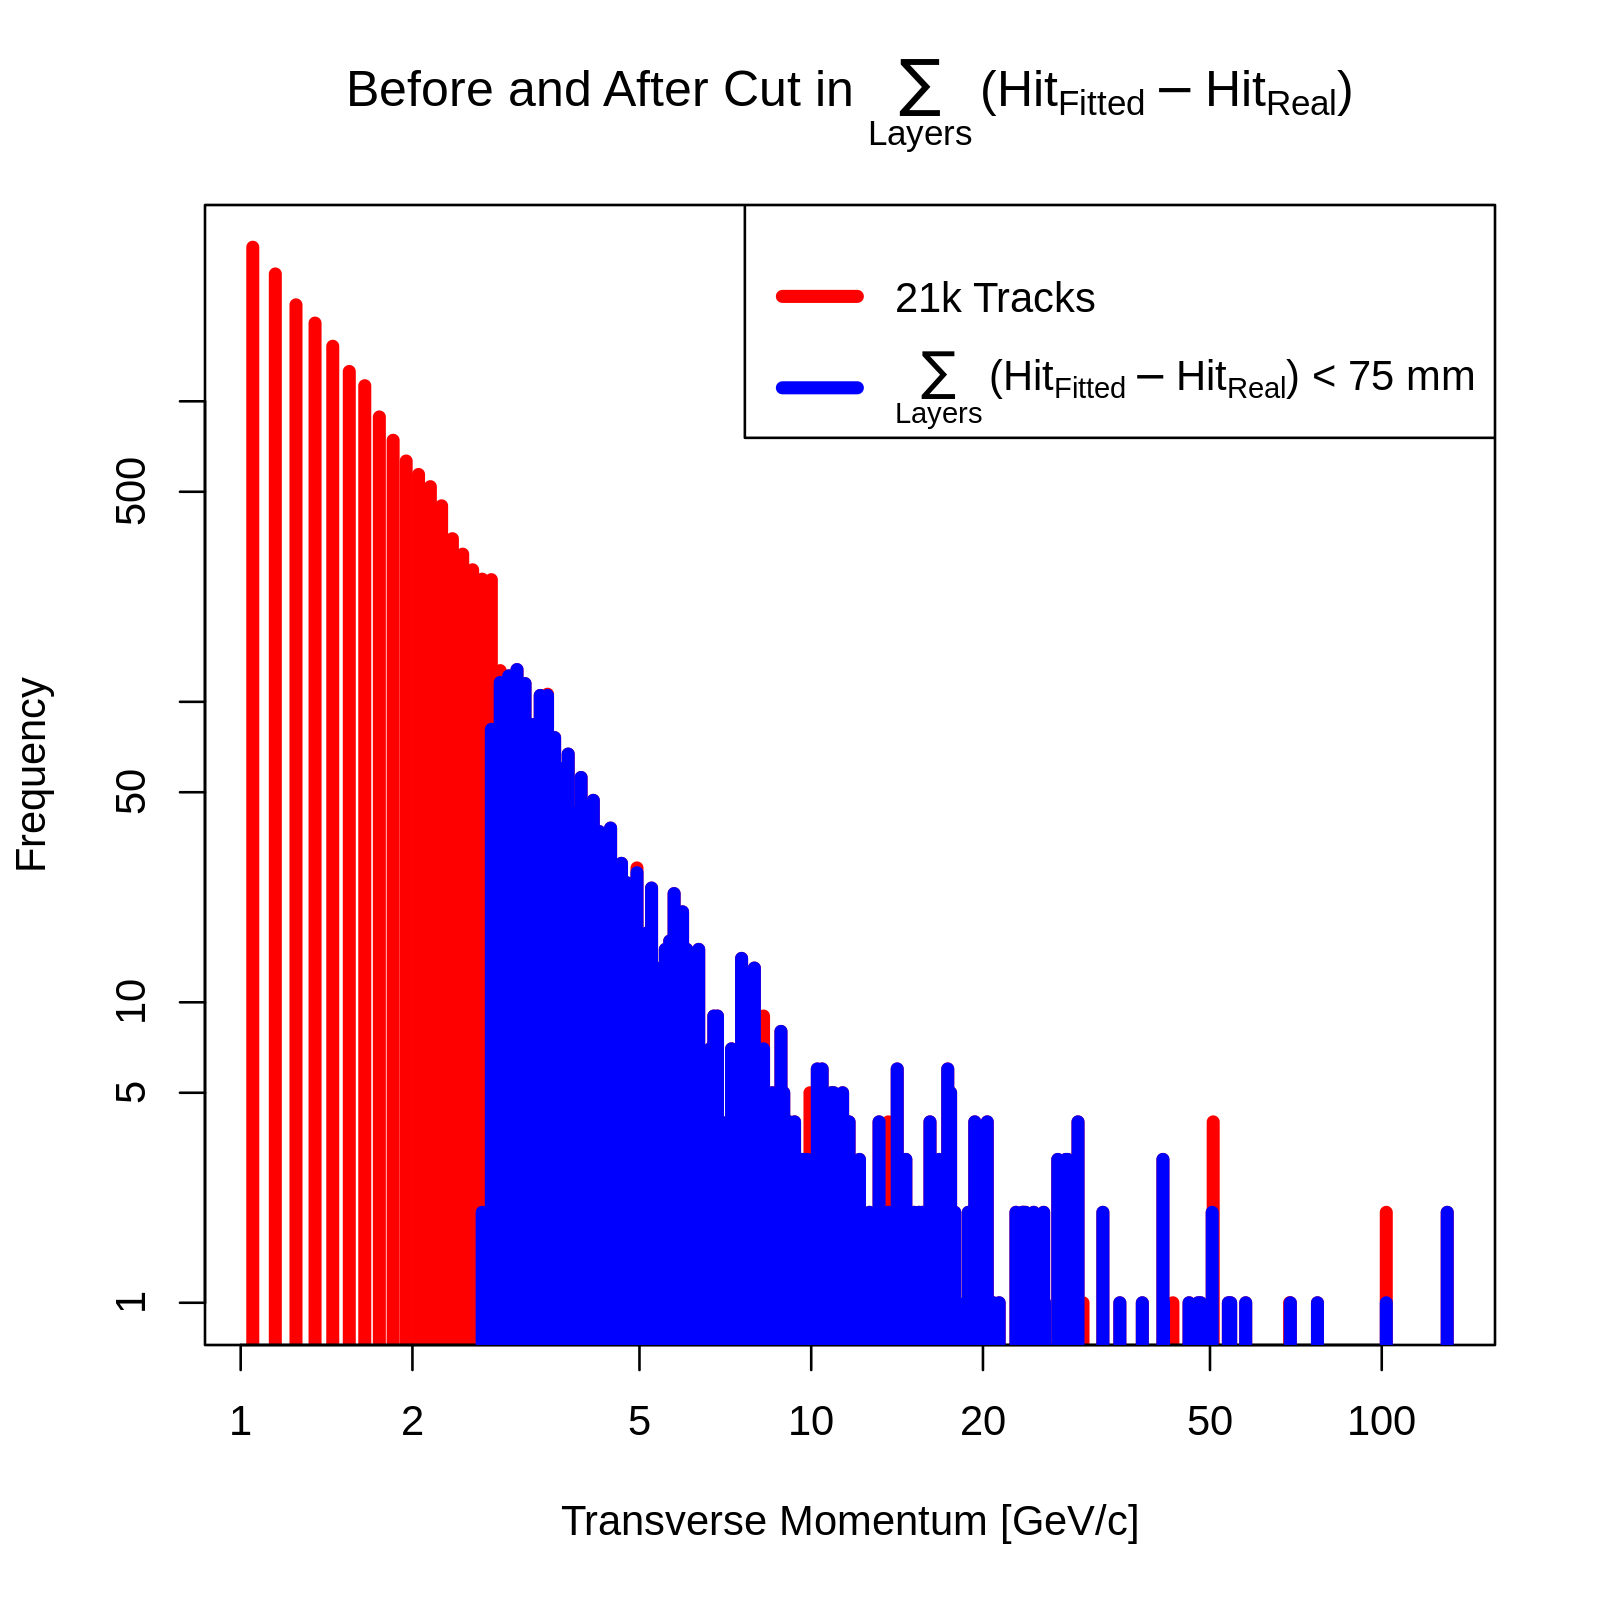 Before and After Cut in ∑ (Hit_Fitted − Hit_Real)
Layers
21k Tracks
∑ (Hit_Fitted − Hit_Real) < 75 mm
Layers
Frequency
500
50
10
5
1
1 2 5 10 20 50 100
Transverse Momentum [GeV/c]